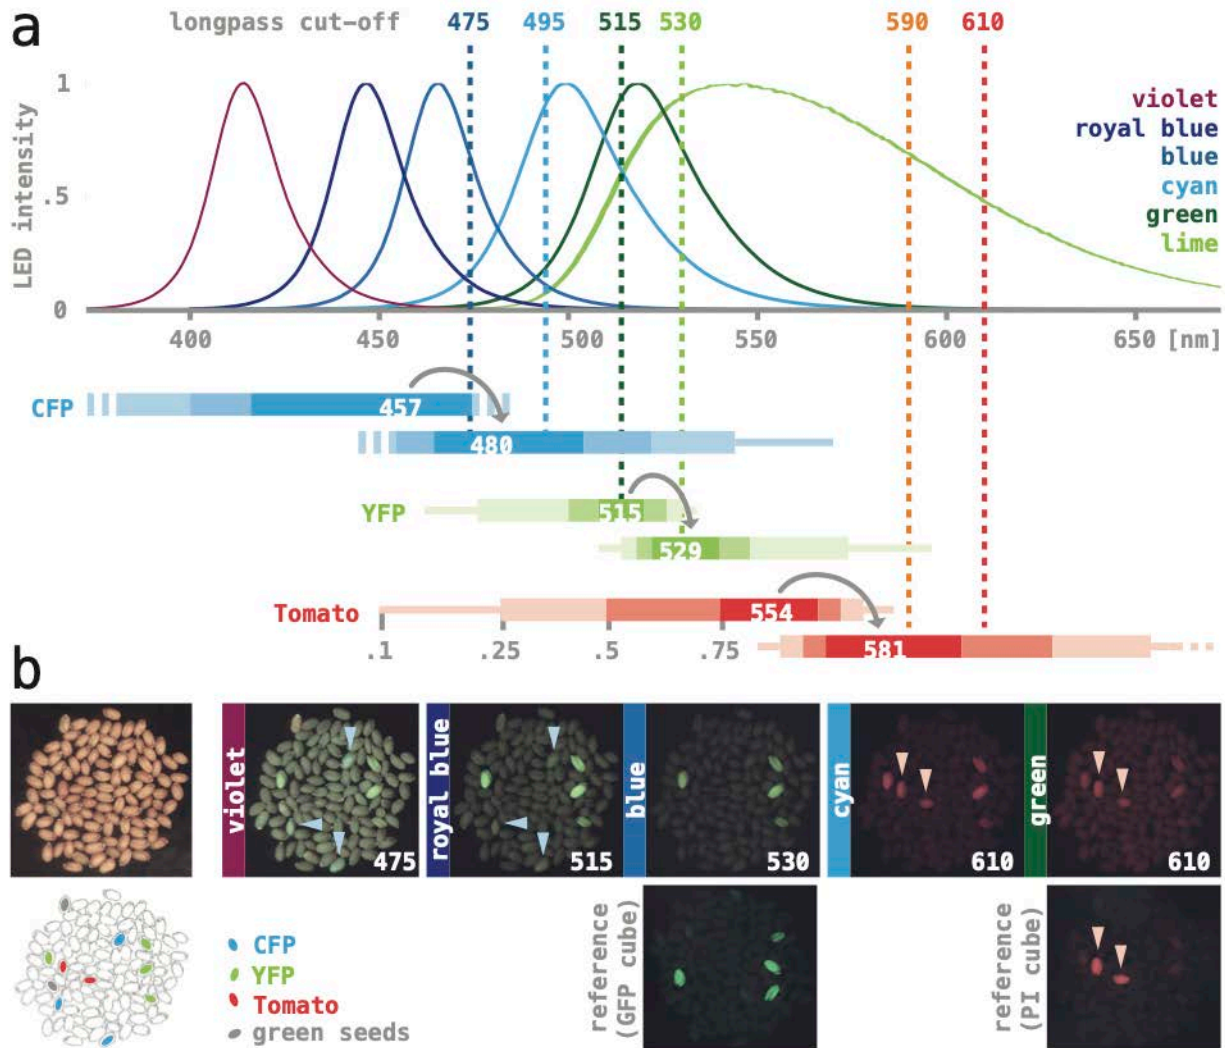 a
longpass cut-off 475 495 515 530 590 610
LED intensity
1
.5
0
violet
royal blue
blue
cyan
green
lime
400 450 500 550 600 650 [nm]
CFP 457
480
YFP 515
529
Tomato 554
.1 .25 .5 .75
581
b
violet 475
royal blue 515
blue 530
cyan 610
green 610
CFP
YFP
Tomato
green seeds
reference
(GFP cube)
reference
(PI cube)